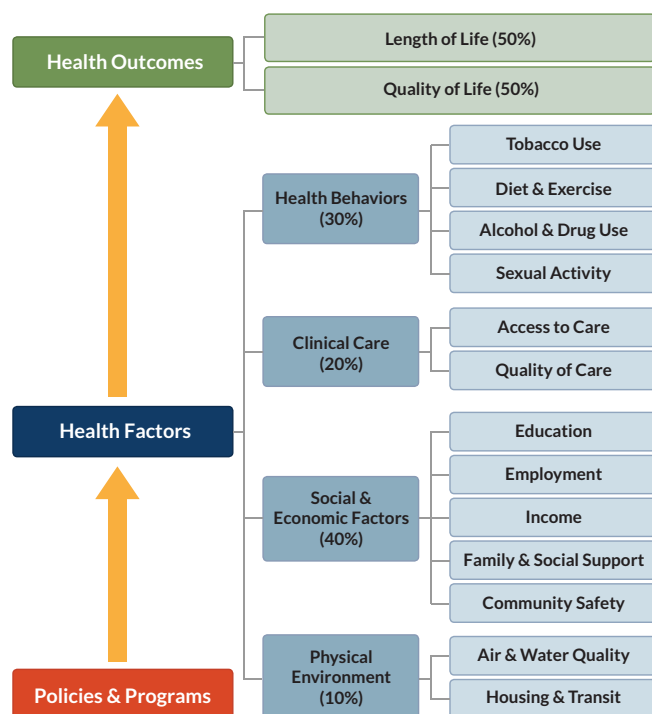 Health Outcomes
Length of Life (50%)
Quality of Life (50%)
Health Factors
Health Behaviors
(30%)
Tobacco Use
Diet & Exercise
Alcohol & Drug Use
Sexual Activity
Clinical Care
(20%)
Access to Care
Quality of Care
Social &
Economic Factors
(40%)
Education
Employment
Income
Family & Social Support
Community Safety
Physical
Environment
(10%)
Air & Water Quality
Housing & Transit
Policies & Programs